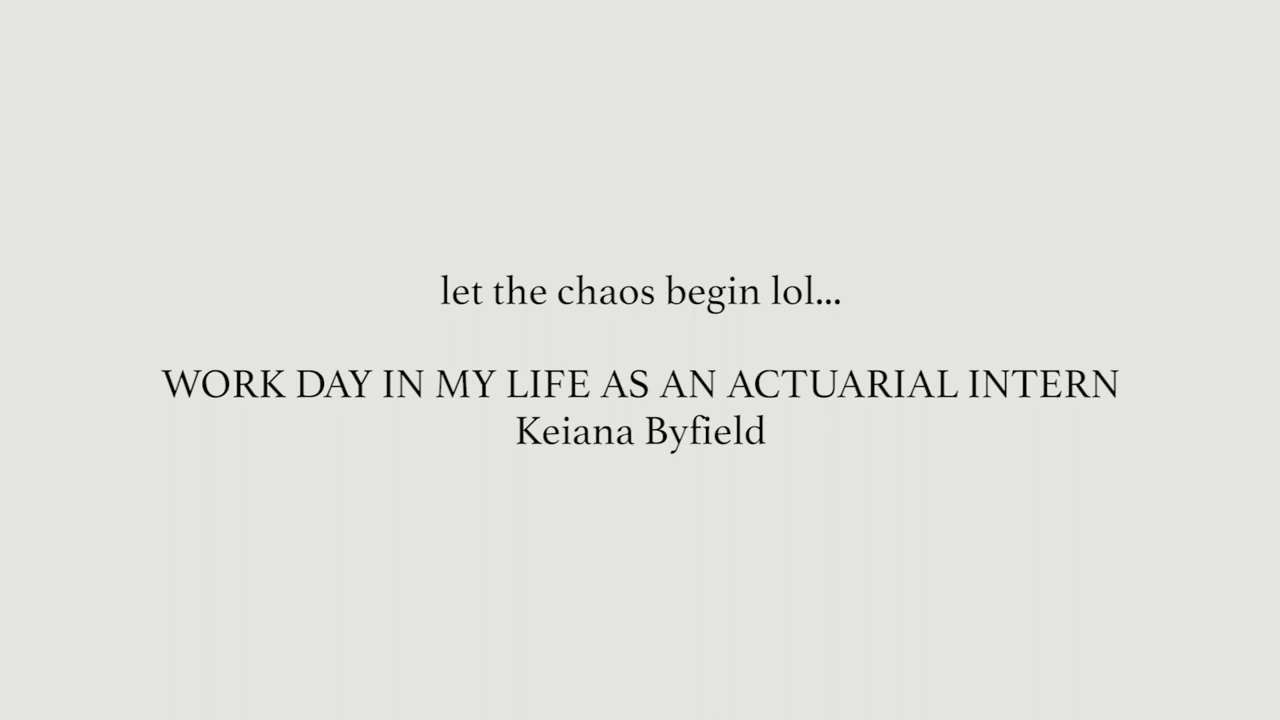 let the chaos begin lol...
WORK DAY IN MY LIFE AS AN ACTUARIAL INTERN
Keiana Byfield